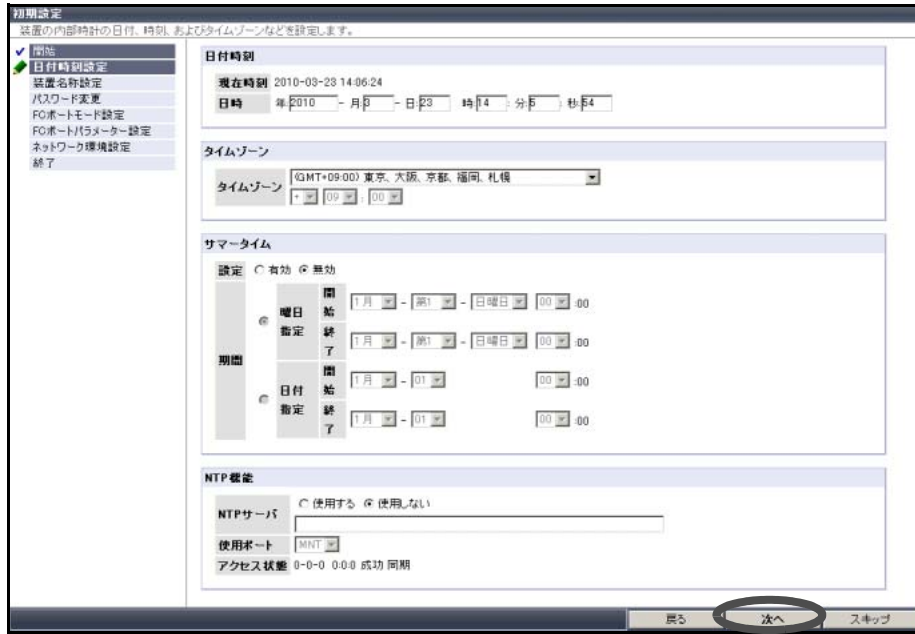 初期設定
装置の内部時計の日付、時刻、およびタイムゾーンなどを設定します。
開始
日付時刻設定
装置名称設定
パスワード変更
FCポートモード設定
FCポートパラメーター設定
ネットワーク環境設定
終了
日付時刻
現在時刻 2010-03-23 14:06:24
日時 年:2010 - 月:3 - 日:23 時:14 : 分:6 : 秒:54
タイムゾーン
タイムゾーン (GMT+09:00) 東京、大阪、京都、福岡、札幌
+ 09 : 00
サマータイム
設定 有効 無効
期間
曜日指定 開始 1月 - 第1 - 日曜日 00 :00
終了 1月 - 第1 - 日曜日 00 :00
日付指定 開始 1月 - 01 00 :00
終了 1月 - 01 00 :00
NTP機能
NTPサーバ 使用する 使用しない
使用ポート MNT
アクセス状態 0-0-0 0:0:0 成功 同期
戻る 次へ スキップ